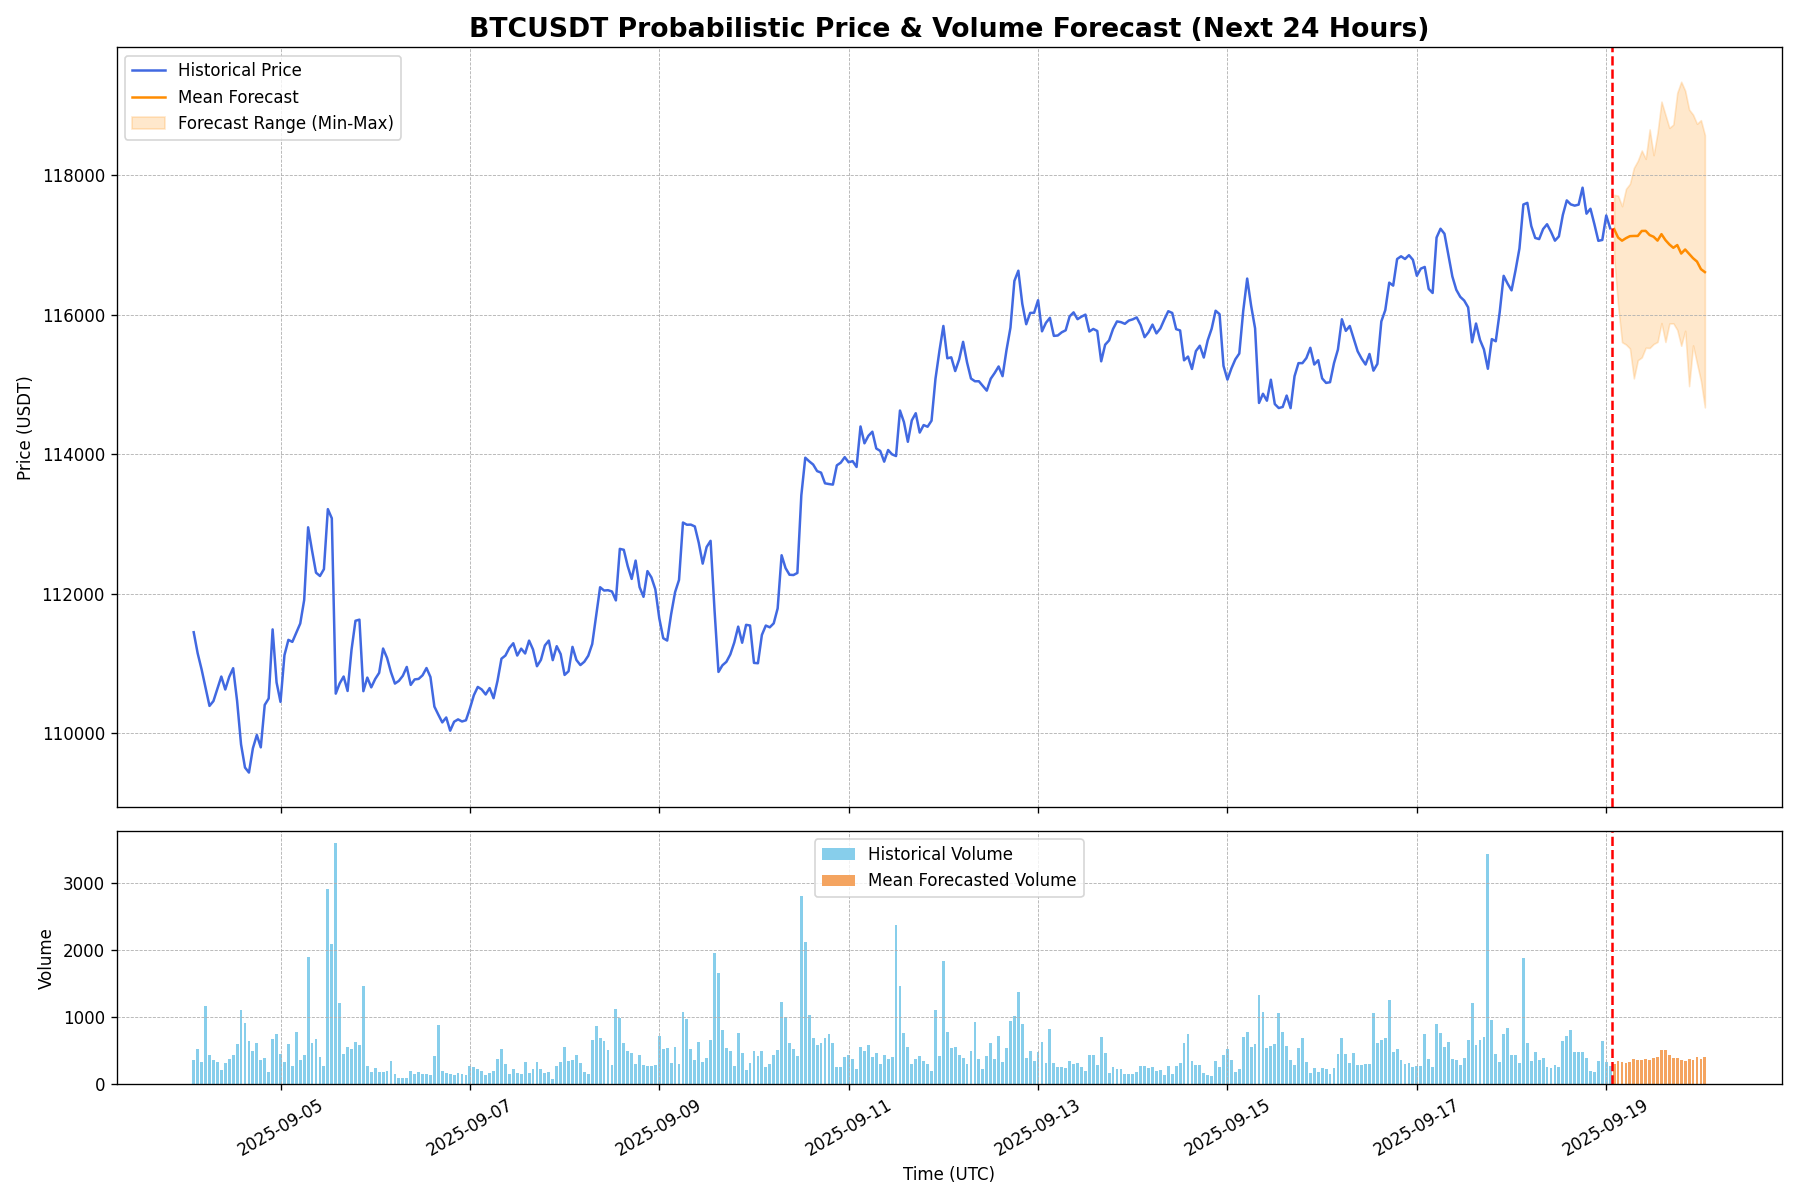 BTCUSDT Probabilistic Price & Volume Forecast (Next 24 Hours)
Historical Price
Mean Forecast
Forecast Range (Min-Max)
118000
116000
114000
112000
110000
Price (USDT)
Historical Volume
Mean Forecasted Volume
3000
2000
1000
0
Volume
2025-09-05
2025-09-07
2025-09-09
2025-09-11
2025-09-13
2025-09-15
2025-09-17
2025-09-19
Time (UTC)